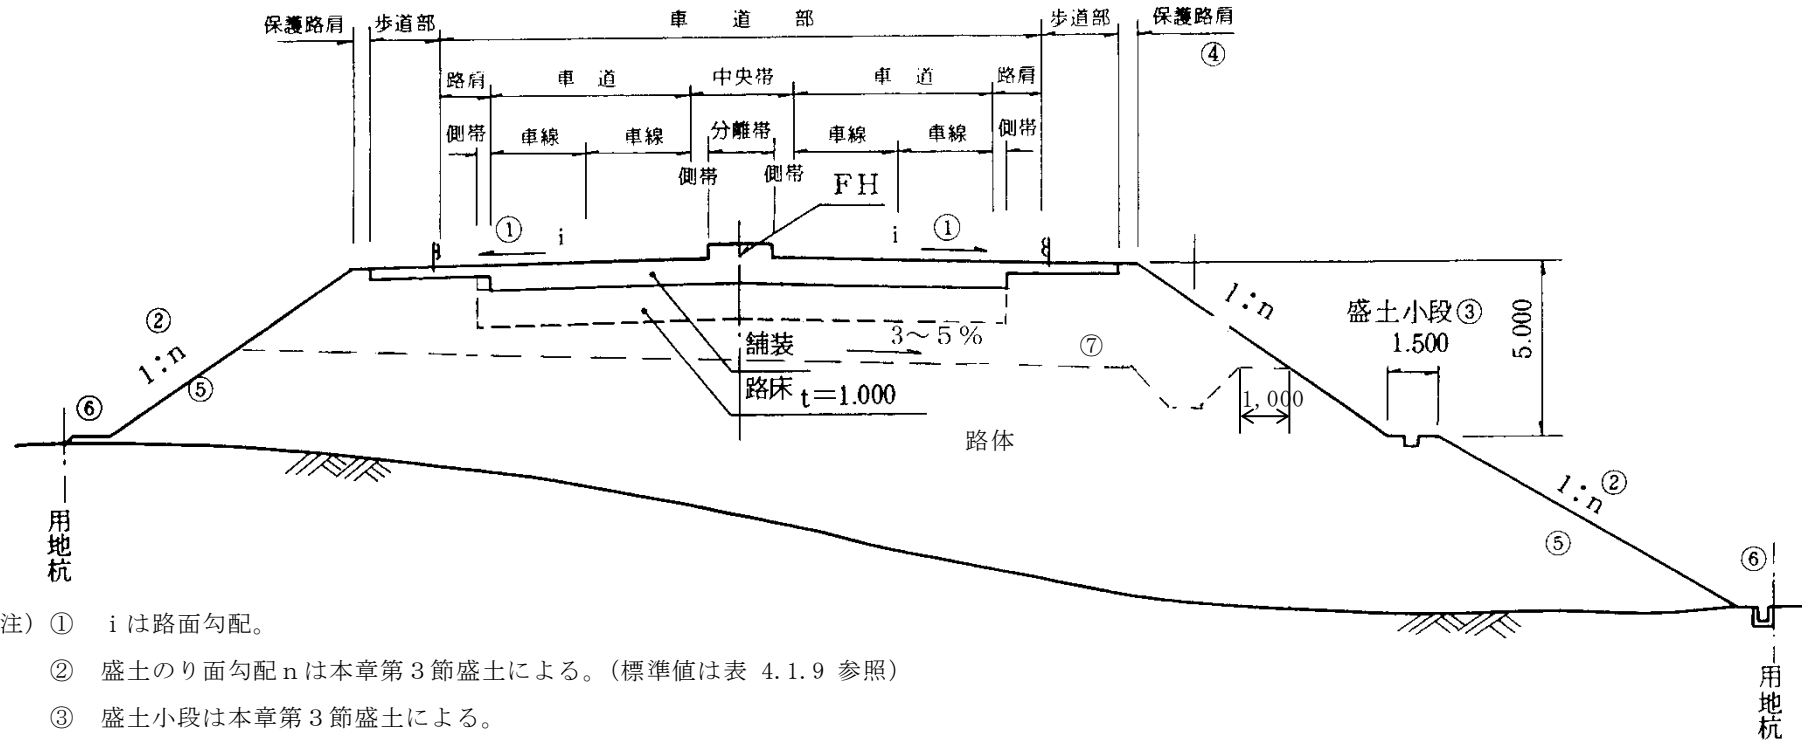 保護路肩 歩道部 車道部 歩道部 保護路肩
④
路肩 車道 中央帯 車道 路肩
側帯 車線 車線 分離帯 車線 車線 側帯
側帯 側帯
FH
① i i ①
② 1:n
1:n
盛土小段③
1.500
5.000
3～5%
⑦
舗装
路床 t=1.000
1,000
⑤
⑥
路体
1:n ②
⑤
⑥
用地杭
用地杭
注) ① iは路面勾配。
② 盛土のり面勾配nは本章第3節盛土による。(標準値は表 4.1.9 参照)
③ 盛土小段は本章第3節盛土による。